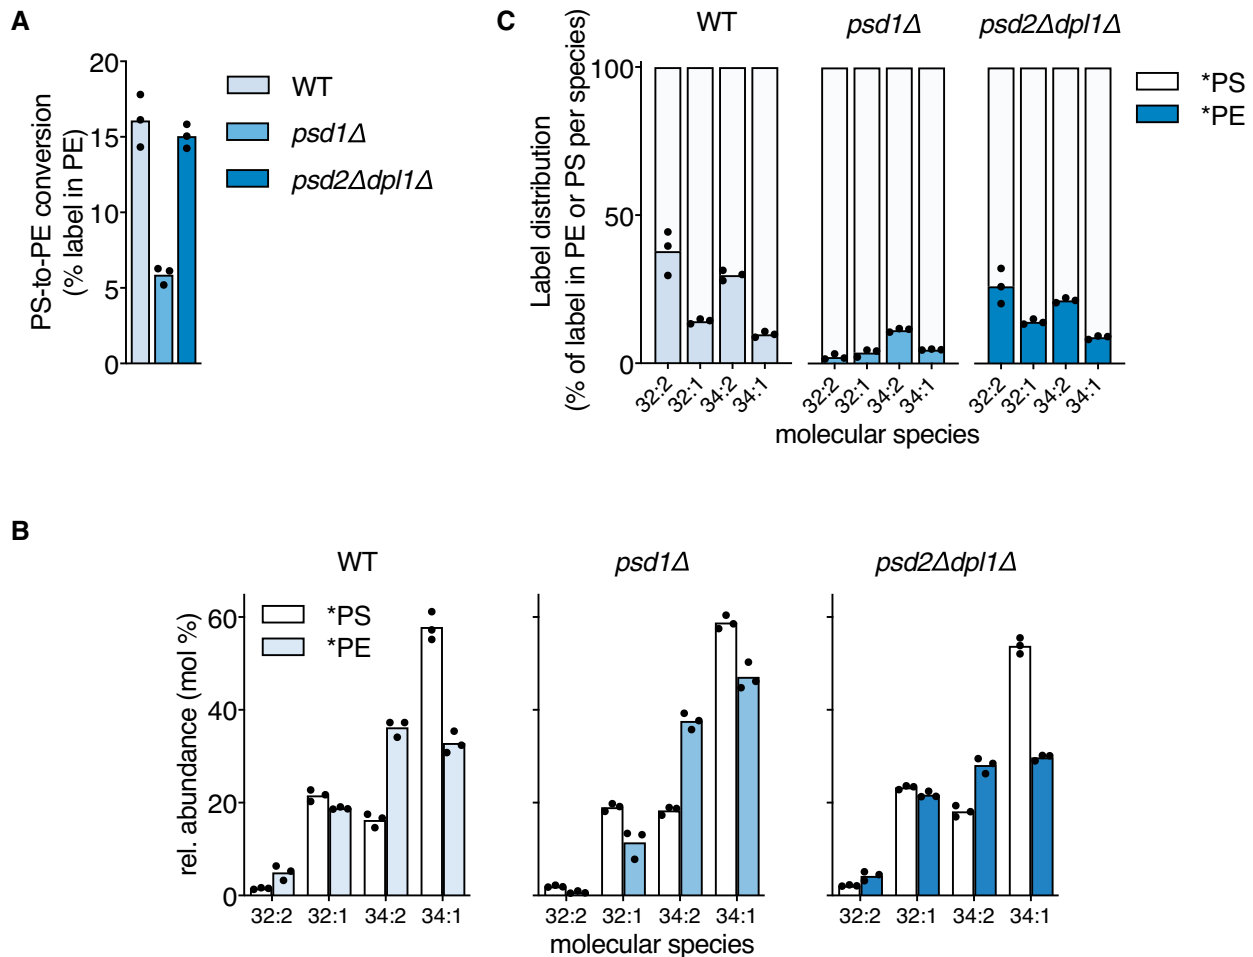 A
PS-to-PE conversion
(% label in PE)
20
15
10
5
0
WT
psd1Δ
psd2Δdpl1Δ
C
WT
psd1Δ
psd2Δdpl1Δ
Label distribution
(% of label in PE or PS per species)
100
50
0
*PS
*PE
32:2
32:1
34:2
34:1
32:2
32:1
34:2
34:1
32:2
32:1
34:2
34:1
molecular species
B
WT
psd1Δ
psd2Δdpl1Δ
rel. abundance (mol %)
60
40
20
0
*PS
*PE
32:2 32:1 34:2 34:1
32:2 32:1 34:2 34:1
32:2 32:1 34:2 34:1
molecular species